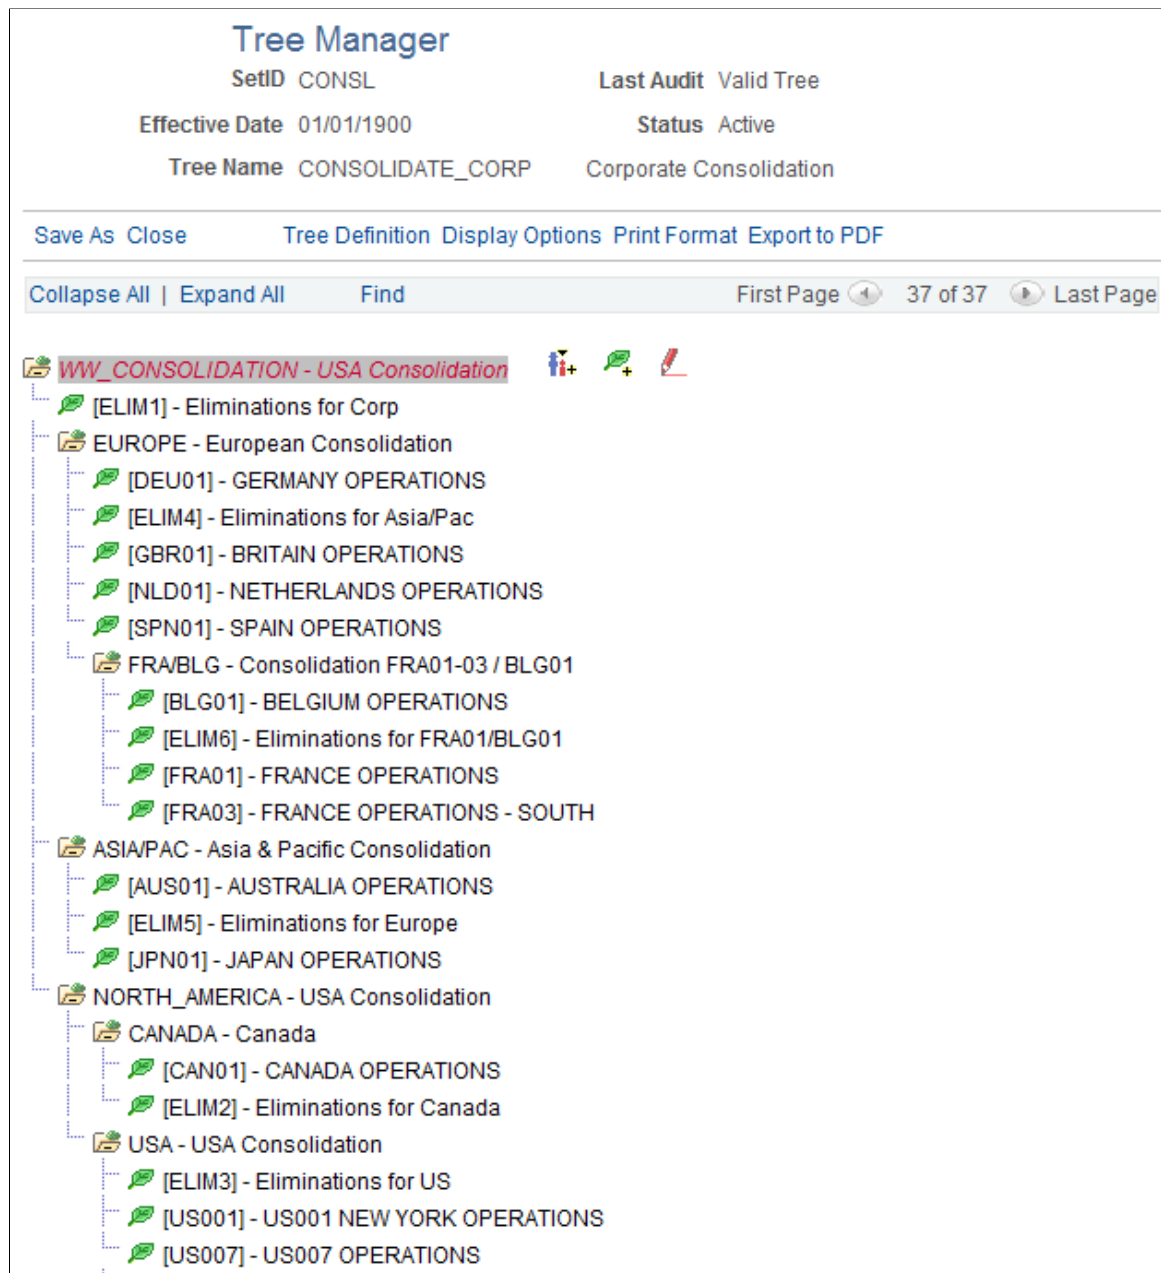 Tree Manager
SetID CONSL Last Audit Valid Tree
Effective Date 01/01/1900 Status Active
Tree Name CONSOLIDATE_CORP Corporate Consolidation
Save As Close Tree Definition Display Options Print Format Export to PDF
Collapse All | Expand All Find First Page 37 of 37 Last Page
WW_CONSOLIDATION - USA Consolidation
[ELIM1] - Eliminations for Corp
EUROPE - European Consolidation
[DEU01] - GERMANY OPERATIONS
[ELIM4] - Eliminations for Asia/Pac
[GBR01] - BRITAIN OPERATIONS
[NLD01] - NETHERLANDS OPERATIONS
[SPN01] - SPAIN OPERATIONS
FRA/BLG - Consolidation FRA01-03 / BLG01
[BLG01] - BELGIUM OPERATIONS
[ELIM6] - Eliminations for FRA01/BLG01
[FRA01] - FRANCE OPERATIONS
[FRA03] - FRANCE OPERATIONS - SOUTH
ASIA/PAC - Asia & Pacific Consolidation
[AUS01] - AUSTRALIA OPERATIONS
[ELIM5] - Eliminations for Europe
[JPN01] - JAPAN OPERATIONS
NORTH_AMERICA - USA Consolidation
CANADA - Canada
[CAN01] - CANADA OPERATIONS
[ELIM2] - Eliminations for Canada
USA - USA Consolidation
[ELIM3] - Eliminations for US
[US001] - US001 NEW YORK OPERATIONS
[US007] - US007 OPERATIONS